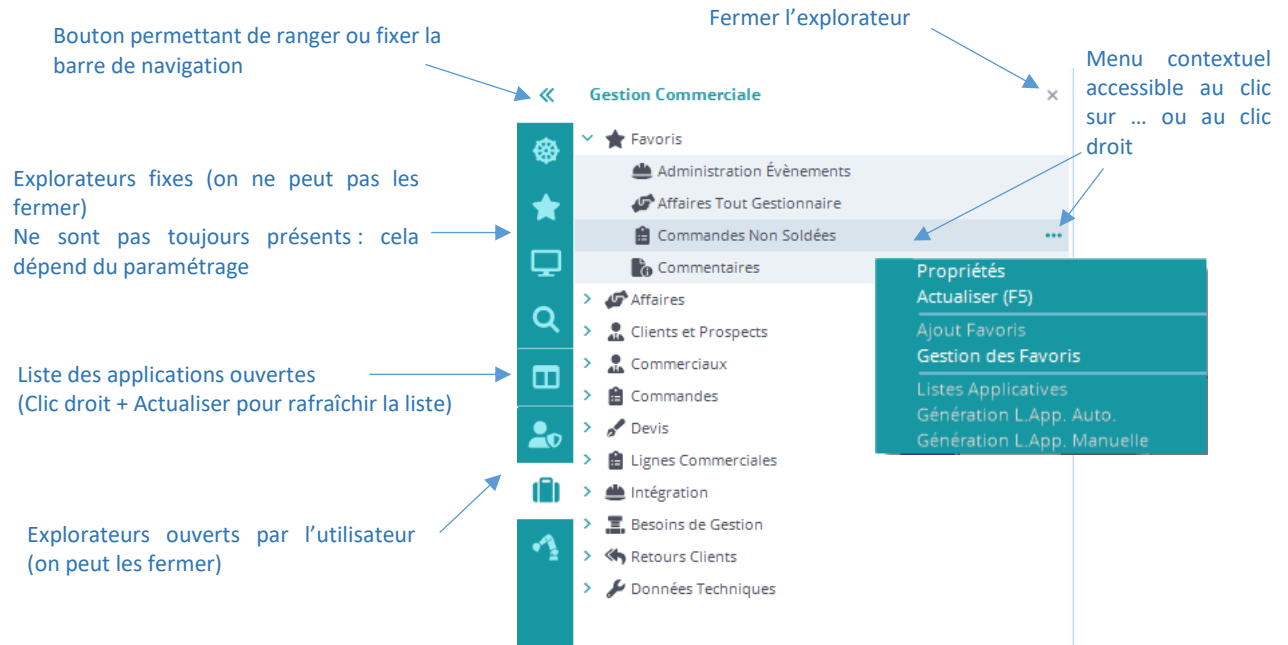 Fermer l’explorateur
Bouton permettant de ranger ou fixer la
barre de navigation
Menu contextuel
accessible au clic
sur … ou au clic
droit
Gestion Commerciale
Favoris
Administration Évènements
Affaires Tout Gestionnaire
Commandes Non Soldées
Commentaires
Affaires
Clients et Prospects
Commerciaux
Commandes
Devis
Lignes Commerciales
Intégration
Besoins de Gestion
Retours Clients
Données Techniques
Propriétés
Actualiser (F5)
Ajout Favoris
Gestion des Favoris
Listes Applicatives
Génération L.App. Auto.
Génération L.App. Manuelle
Explorateurs fixes (on ne peut pas les
fermer)
Ne sont pas toujours présents : cela
dépend du paramétrage
Liste des applications ouvertes
(Clic droit + Actualiser pour rafraîchir la liste)
Explorateurs ouverts par l’utilisateur
(on peut les fermer)